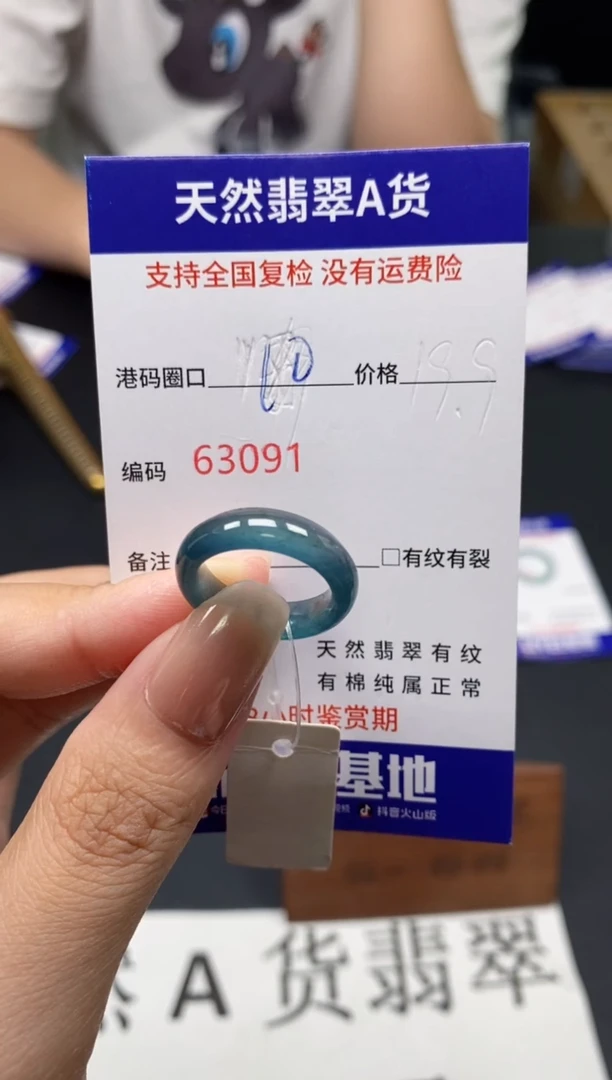 天然翡翠A货
支持全国复检 没有运费险
港码圈口 10 价格 19.9
编码 63091
备注 □有纹有裂
天然翡翠有纹
有棉纯属正常
小时鉴赏期
基地
抖音火山版
A货翡翠